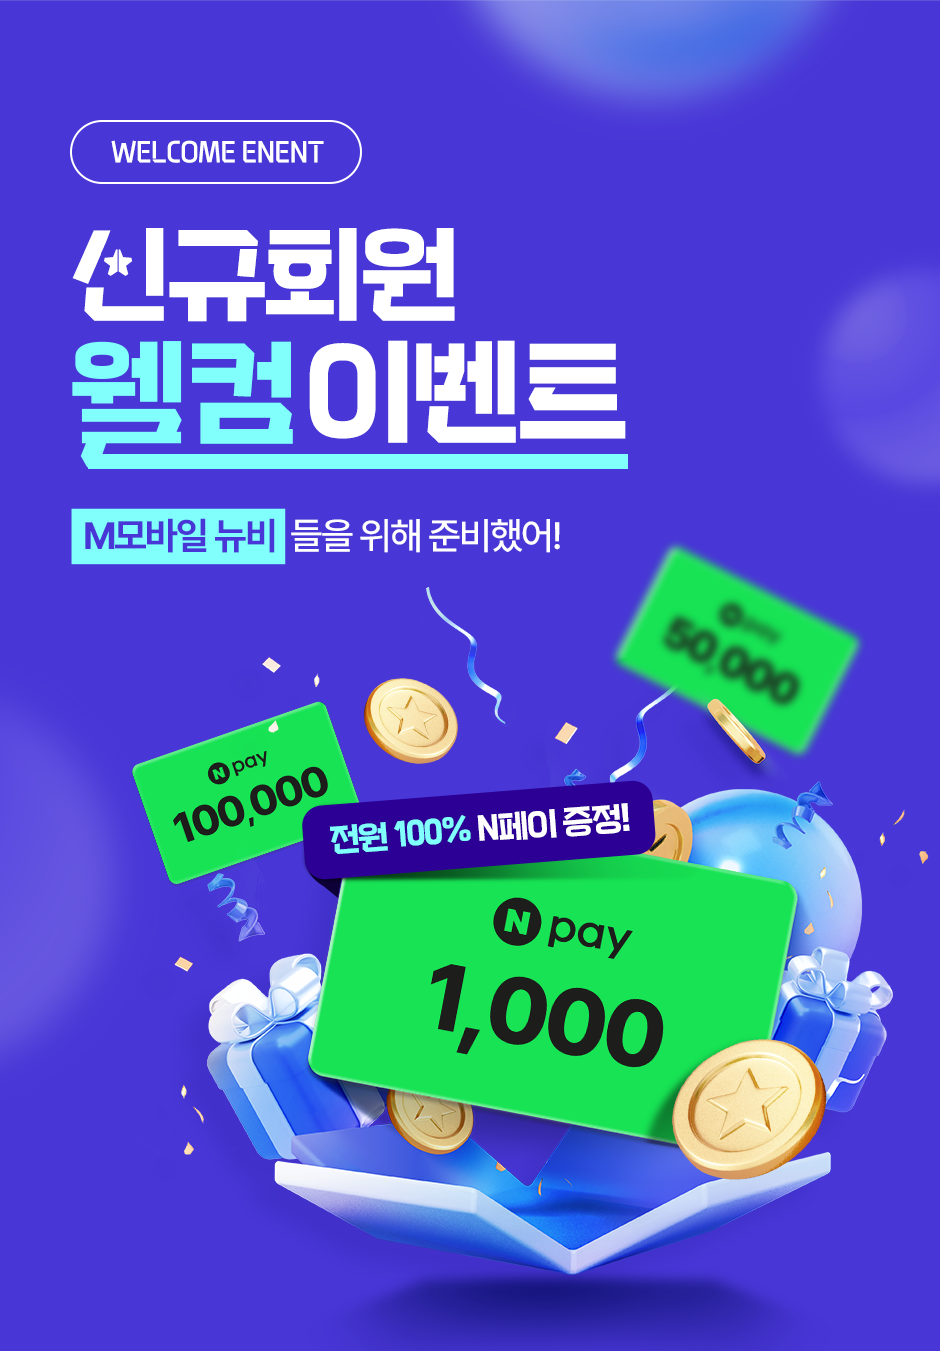 WELCOME ENENT
신규회원
웰컴 이벤트
M모바일 뉴비 들을 위해 준비했어!
N pay
50,000
N pay
100,000
전원 100% N페이 증정!
N pay
1,000